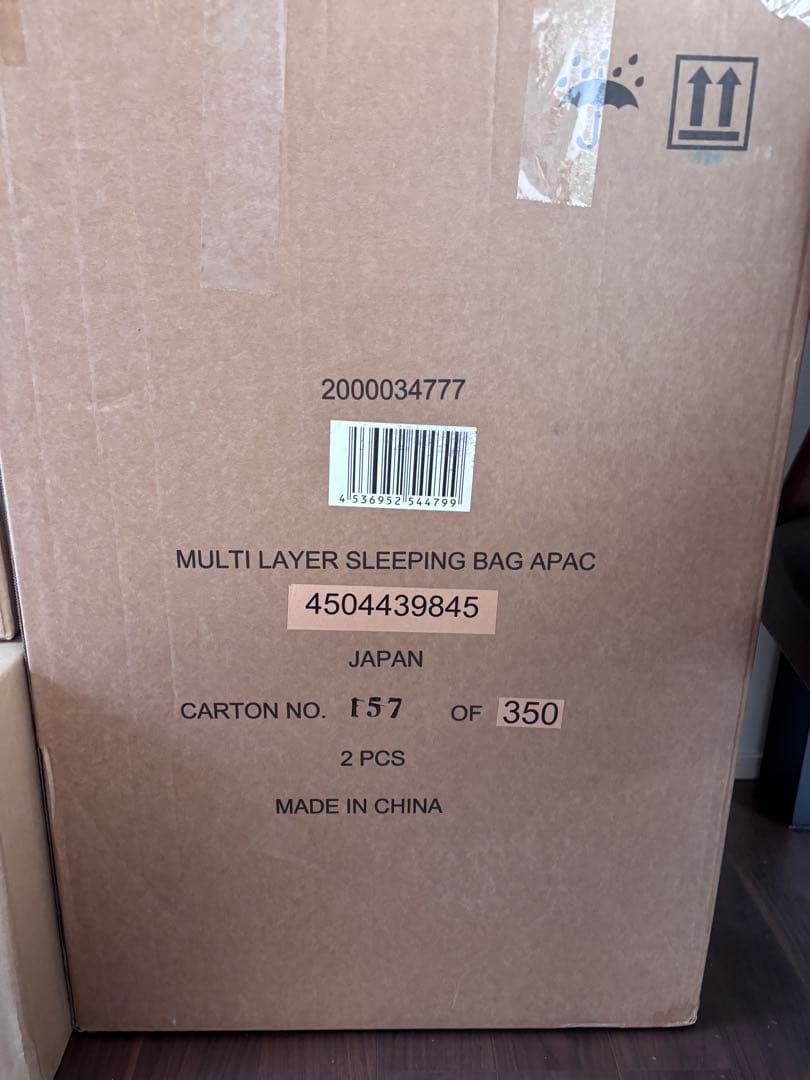 2000034777
4 536952 544799
MULTI LAYER SLEEPING BAG APAC
4504439845
JAPAN
CARTON NO. 157 OF 350
2 PCS
MADE IN CHINA